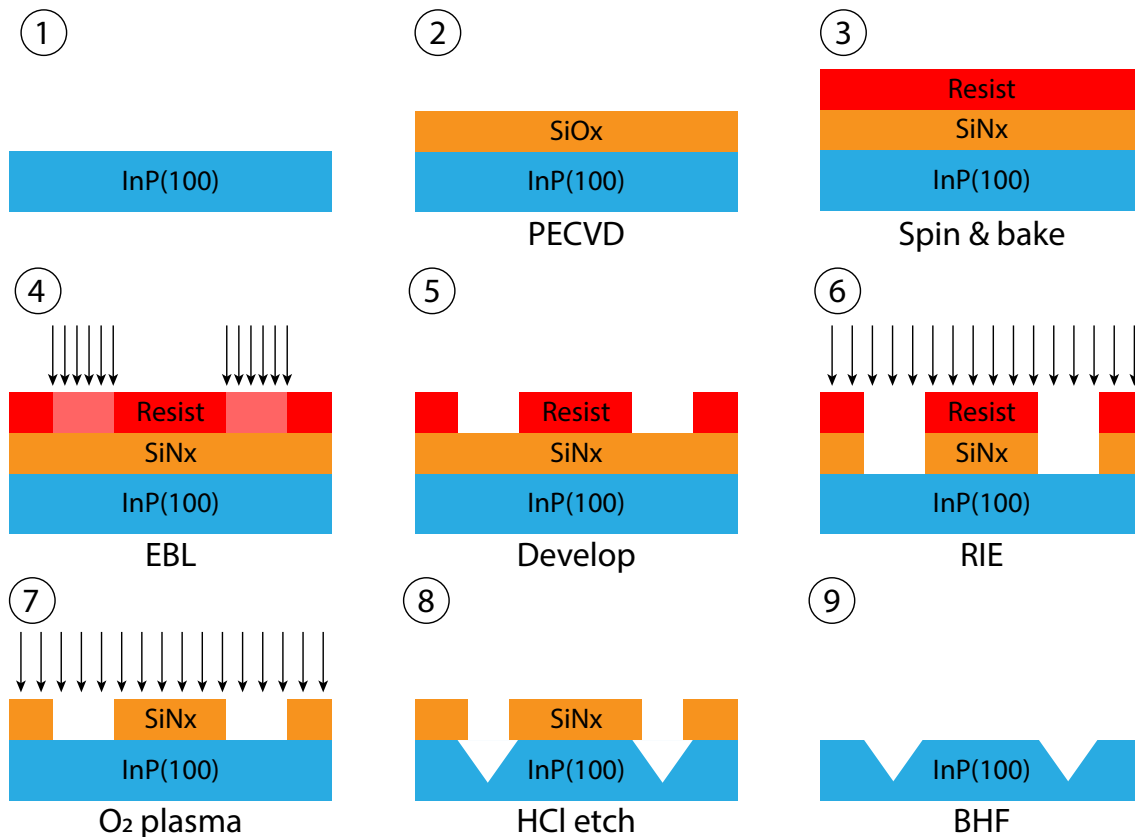 1
InP(100)
2
SiOx
InP(100)
PECVD
3
Resist
SiNx
InP(100)
Spin & bake
4
Resist
SiNx
InP(100)
EBL
5
Resist
SiNx
InP(100)
Develop
6
Resist
SiNx
InP(100)
RIE
7
SiNx
InP(100)
O₂ plasma
8
SiNx
InP(100)
HCl etch
9
InP(100)
BHF